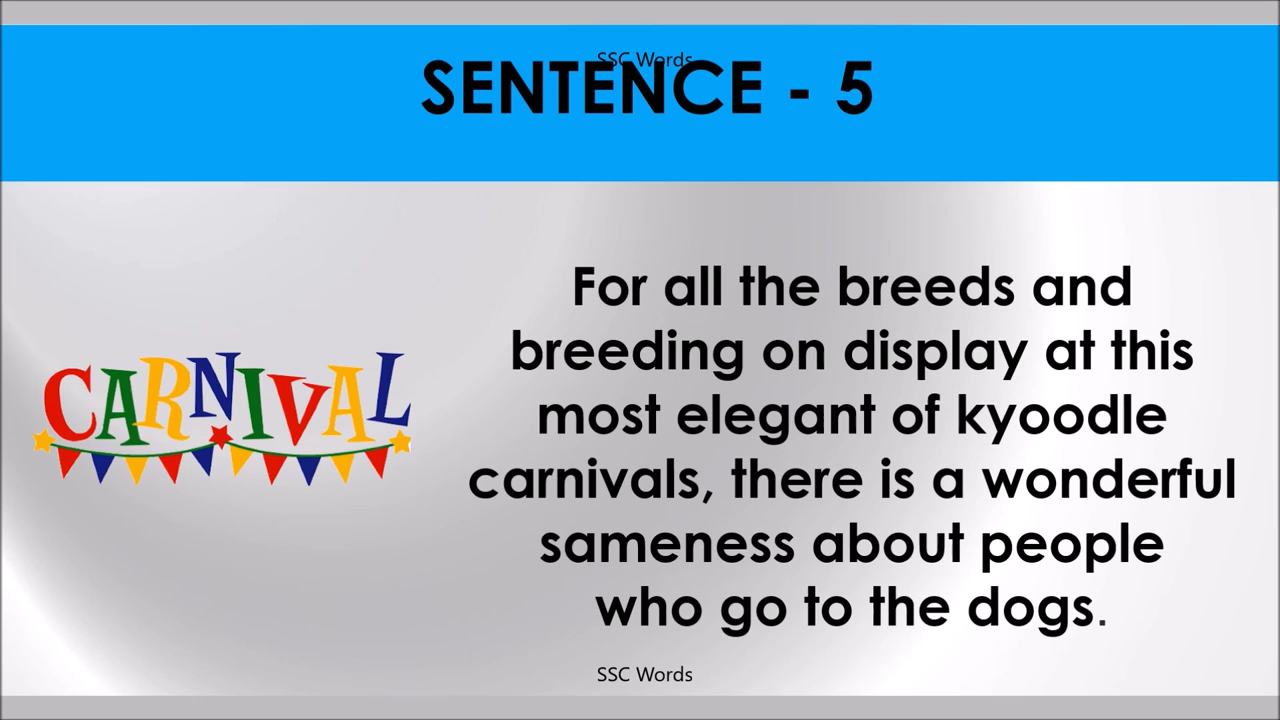 SSC Words
SENTENCE - 5
For all the breeds and
breeding on display at this
most elegant of kyoodle
CARNIVAL
carnivals, there is a wonderful
sameness about people
who go to the dogs.
SSC Words